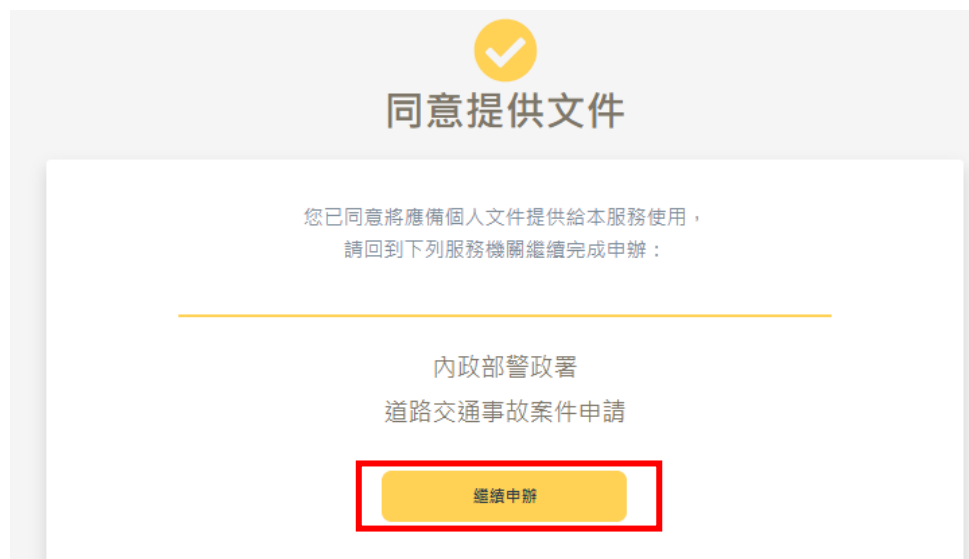 同意提供文件
您已同意將應備個人文件提供給本服務使用，
請回到下列服務機關繼續完成申辦：
內政部警政署
道路交通事故案件申請
繼續申辦